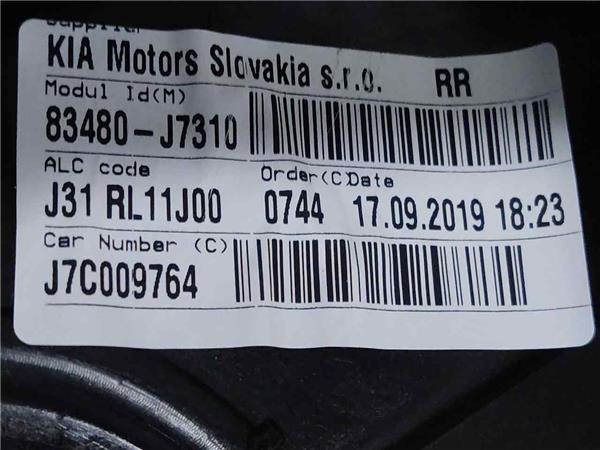 Supplier
KIA Motors Slovakia s.r.o. RR
Modul Id(M)
83480-J7310
ALC code Order(C)Date
J31 RL11J00 0744 17.09.2019 18:23
Car Number (C)
J7C009764